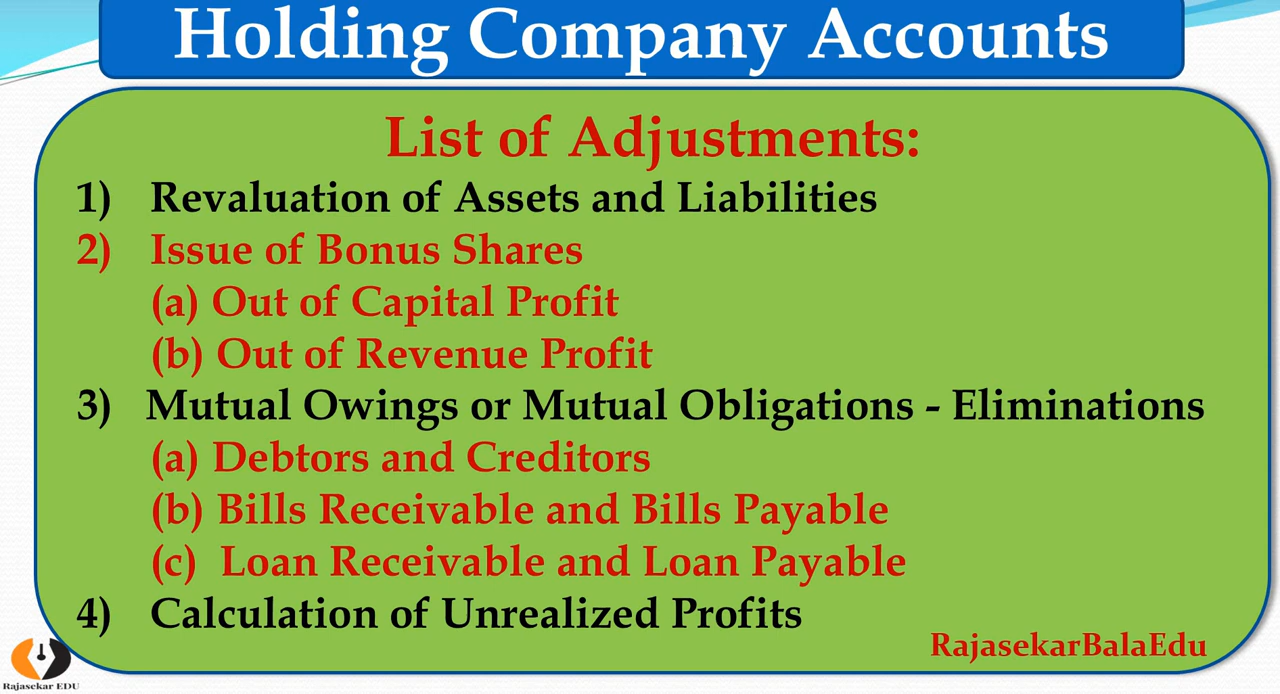 Holding Company Accounts
List of Adjustments:
1) Revaluation of Assets and Liabilities
2) Issue of Bonus Shares
(a) Out of Capital Profit
(b) Out of Revenue Profit
3) Mutual Owings or Mutual Obligations - Eliminations
(a) Debtors and Creditors
(b) Bills Receivable and Bills Payable
(c) Loan Receivable and Loan Payable
4) Calculation of Unrealized Profits
RajasekarBalaEdu
Rajasekar EDU